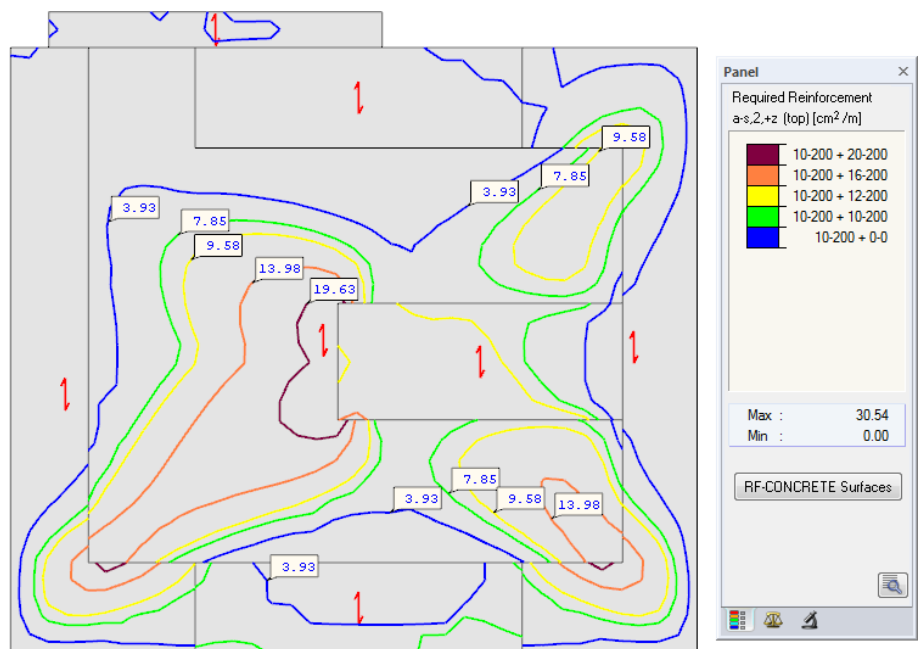 Panel
Required Reinforcement
a-s,2,+z (top) [cm² /m]
10-200 + 20-200
10-200 + 16-200
10-200 + 12-200
10-200 + 10-200
10-200 + 0-0
Max : 30.54
Min : 0.00
RF-CONCRETE Surfaces
9.58
7.85
3.93
3.93
7.85
9.58
13.98
19.63
7.85
3.93
9.58
13.98
3.93